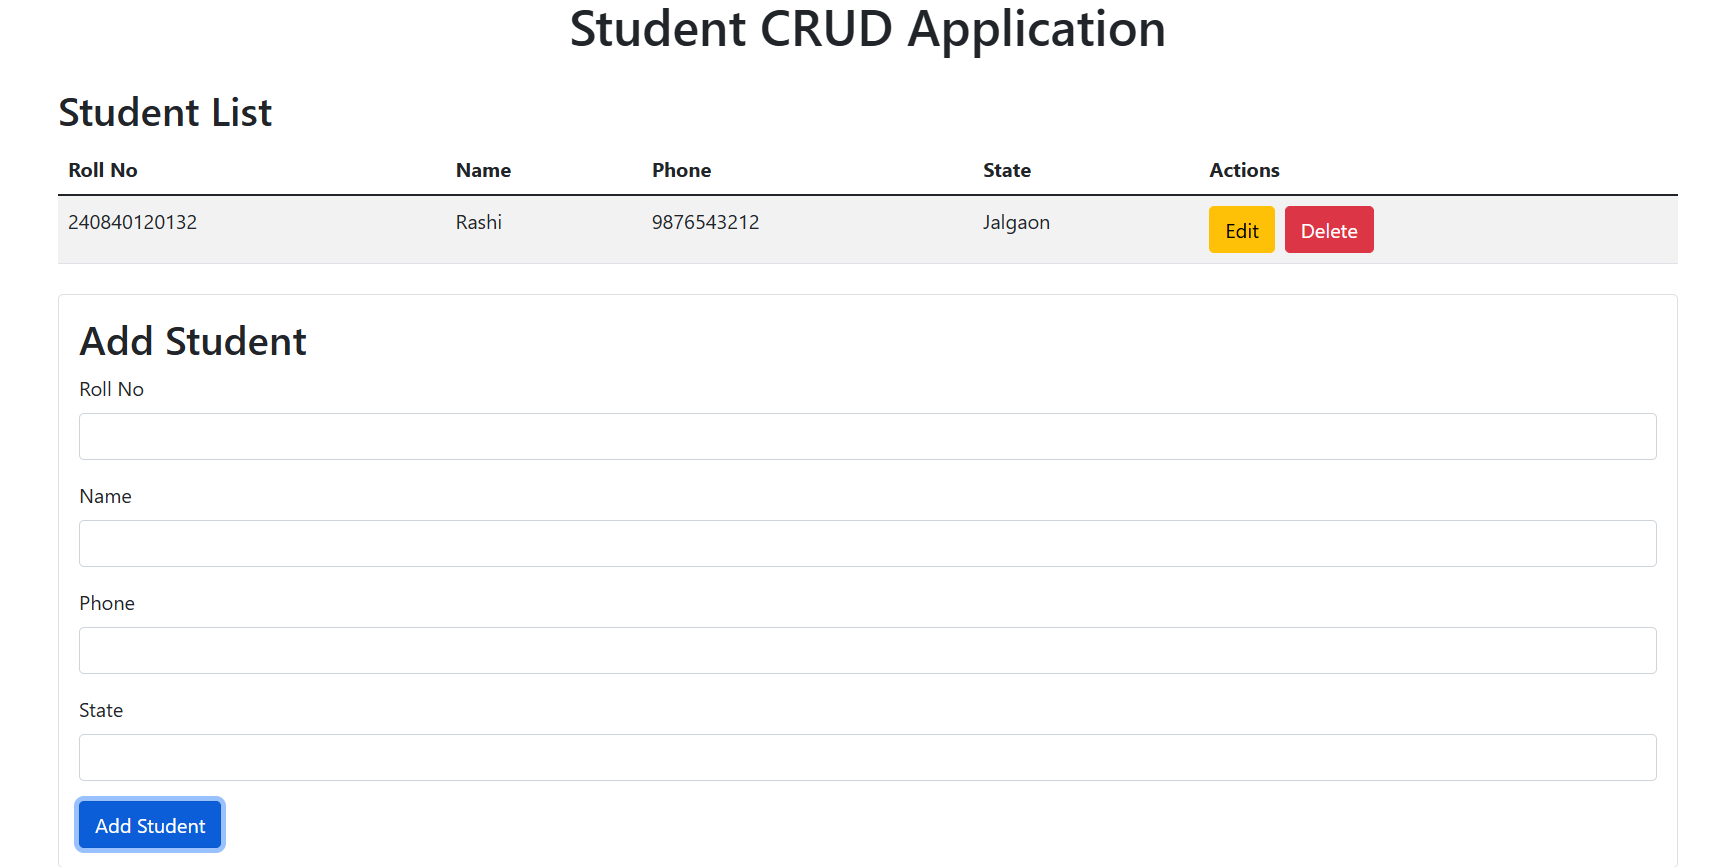 Student CRUD Application
Student List
Roll No Name Phone State Actions
240840120132 Rashi 9876543212 Jalgaon Edit Delete
Add Student
Roll No
Name
Phone
State
Add Student